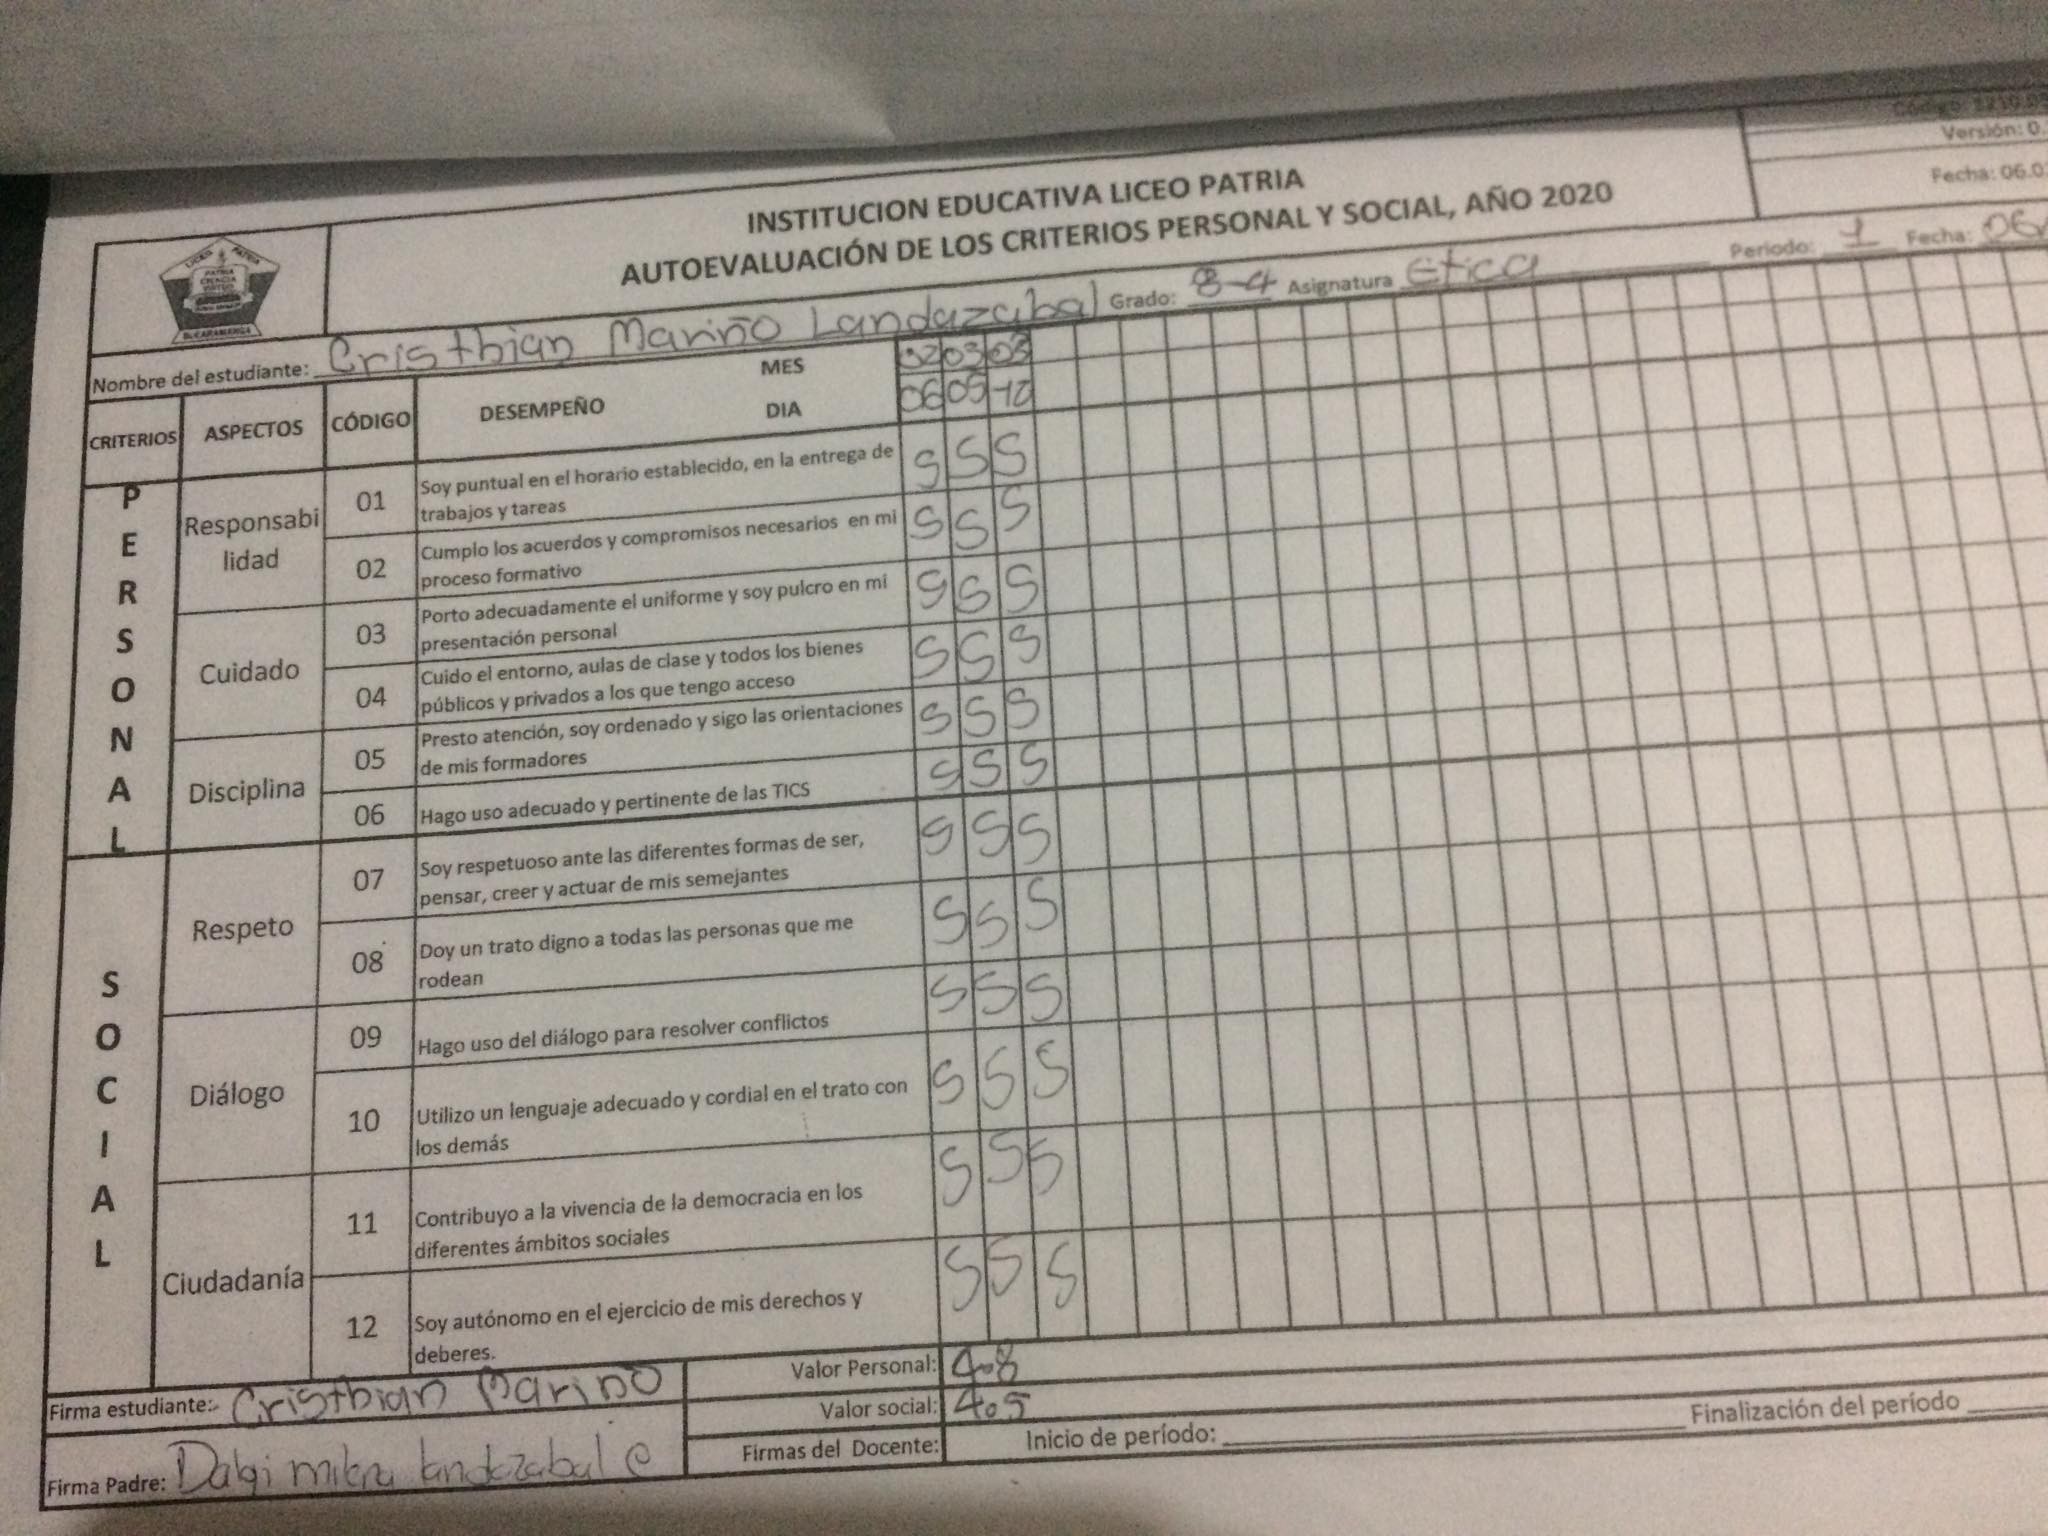 Código: 1210.0
Versión: 0.
Fecha: 06.0
INSTITUCION EDUCATIVA LICEO PATRIA
AUTOEVALUACIÓN DE LOS CRITERIOS PERSONAL Y SOCIAL, AÑO 2020
LICEO PATRIA
PATRIA
CIENCIA
VIRTUD
BUCARAMANGA
Nombre del estudiante: Cristhian Mariño Landazabal Grado: 8-4 Asignatura Etica Periodo: 1 Fecha: 06
CRITERIOS ASPECTOS CÓDIGO DESEMPEÑO MES 02 03 03
DIA 06 05 12
PERSONAL
Responsabilidad
01 Soy puntual en el horario establecido, en la entrega de S S S
trabajos y tareas
02 Cumplo los acuerdos y compromisos necesarios en mi S S S
proceso formativo
Cuidado
03 Porto adecuadamente el uniforme y soy pulcro en mi S S S
presentación personal
04 Cuido el entorno, aulas de clase y todos los bienes S S S
públicos y privados a los que tengo acceso
Disciplina
05 Presto atención, soy ordenado y sigo las orientaciones S S S
de mis formadores
06 Hago uso adecuado y pertinente de las TICS S S S
SOCIAL
Respeto
07 Soy respetuoso ante las diferentes formas de ser, S S S
pensar, creer y actuar de mis semejantes
08 Doy un trato digno a todas las personas que me S S S
rodean
Diálogo
09 Hago uso del diálogo para resolver conflictos S S S
10 Utilizo un lenguaje adecuado y cordial en el trato con S S S
los demás
Ciudadanía
11 Contribuyo a la vivencia de la democracia en los S S S
diferentes ámbitos sociales
12 Soy autónomo en el ejercicio de mis derechos y S S S
deberes.
Firma estudiante: Cristhian Mariño
Valor Personal: 4.8
Valor social: 4.5
Firma Padre: landazabal
Firmas del Docente: Inicio de período: Finalización del período